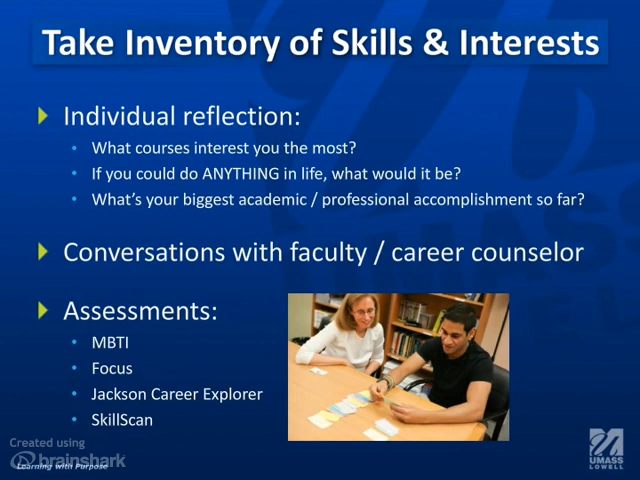 Take Inventory of Skills & Interests
Individual reflection:
What courses interest you the most?
If you could do ANYTHING in life, what would it be?
What's your biggest academic / professional accomplishment so far?
Conversations with faculty / career counselor
Assessments:
MBTI
Focus
Jackson Career Explorer
SkillScan
Created using
brainshark
Learning with Purpose
UMASS
LOWELL